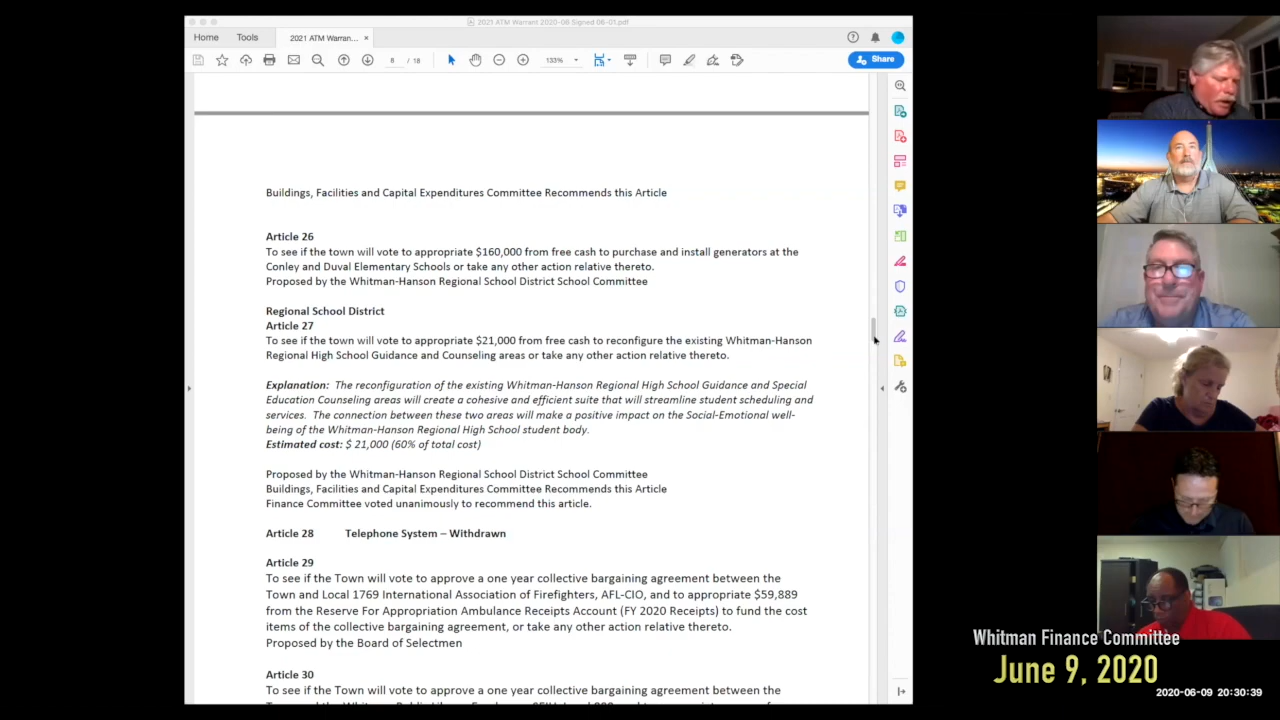 2021 ATM Warrant 2020-06 Signed 06-01.pdf
Home Tools 2021 ATM Warran... ×
8 / 18 133% Share
Buildings, Facilities and Capital Expenditures Committee Recommends this Article
Article 26
To see if the town will vote to appropriate $160,000 from free cash to purchase and install generators at the
Conley and Duval Elementary Schools or take any other action relative thereto.
Proposed by the Whitman-Hanson Regional School District School Committee
Regional School District
Article 27
To see if the town will vote to appropriate $21,000 from free cash to reconfigure the existing Whitman-Hanson
Regional High School Guidance and Counseling areas or take any other action relative thereto.
Explanation: The reconfiguration of the existing Whitman-Hanson Regional High School Guidance and Special
Education Counseling areas will create a cohesive and efficient suite that will streamline student scheduling and
services. The connection between these two areas will make a positive impact on the Social-Emotional well-
being of the Whitman-Hanson Regional High School student body.
Estimated cost: $ 21,000 (60% of total cost)
Proposed by the Whitman-Hanson Regional School District School Committee
Buildings, Facilities and Capital Expenditures Committee Recommends this Article
Finance Committee voted unanimously to recommend this article.
Article 28 Telephone System – Withdrawn
Article 29
To see if the Town will vote to approve a one year collective bargaining agreement between the
Town and Local 1769 International Association of Firefighters, AFL-CIO, and to appropriate $59,889
from the Reserve For Appropriation Ambulance Receipts Account (FY 2020 Receipts) to fund the cost
items of the collective bargaining agreement, or take any other action relative thereto.
Proposed by the Board of Selectmen
Article 30
To see if the Town will vote to approve a one year collective bargaining agreement between the
Whitman Finance Committee
June 9, 2020
2020-06-09 20:30:39